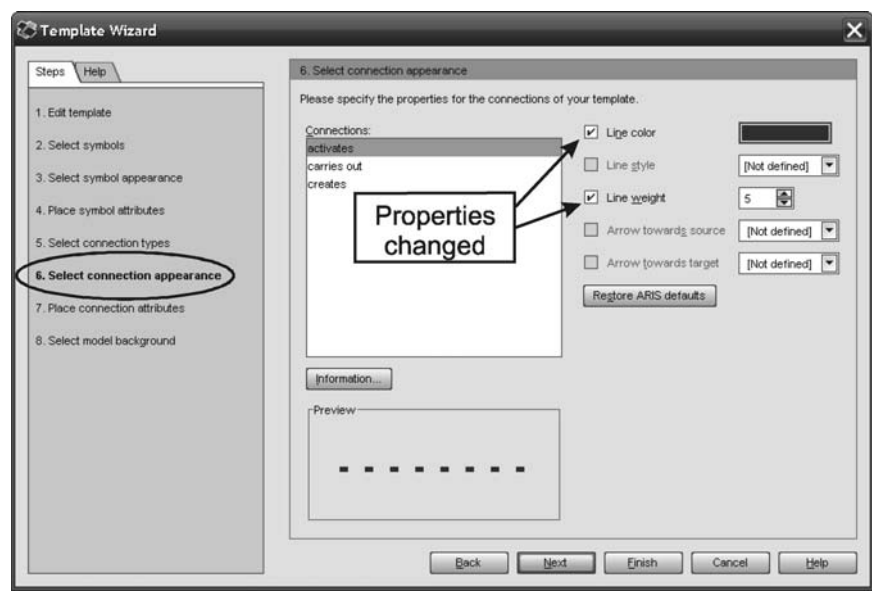 Template Wizard
Steps Help
1. Edit template
2. Select symbols
3. Select symbol appearance
4. Place symbol attributes
5. Select connection types
6. Select connection appearance
7. Place connection attributes
8. Select model background
6. Select connection appearance
Please specify the properties for the connections of your template.
Connections:
activates
carries out
creates
Properties
changed
Line color
Line style [Not defined]
Line weight 5
Arrow towards source [Not defined]
Arrow towards target [Not defined]
Restore ARIS defaults
Information...
Preview
Back Next Finish Cancel Help